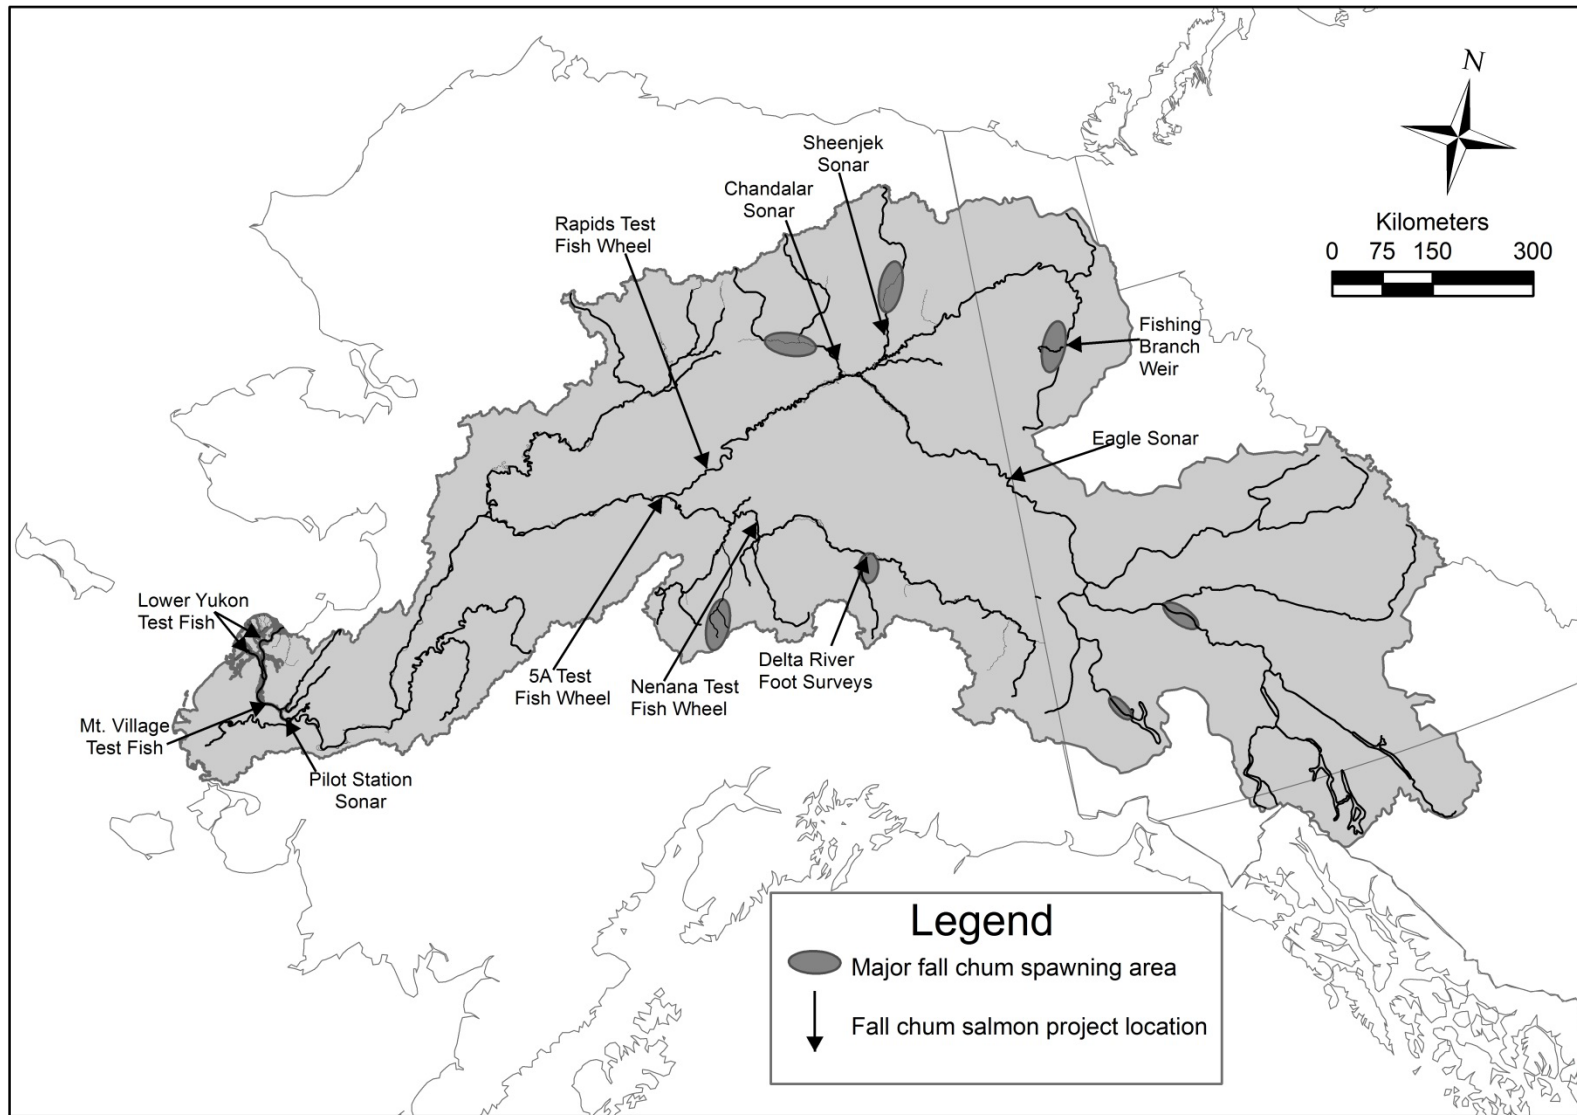 N
Kilometers
0 75 150 300
Sheenjek
Sonar
Chandalar
Sonar
Rapids Test
Fish Wheel
Fishing
Branch
Weir
Eagle Sonar
Lower Yukon
Test Fish
5A Test
Fish Wheel
Nenana Test
Fish Wheel
Delta River
Foot Surveys
Mt. Village
Test Fish
Pilot Station
Sonar
Legend
Major fall chum spawning area
Fall chum salmon project location